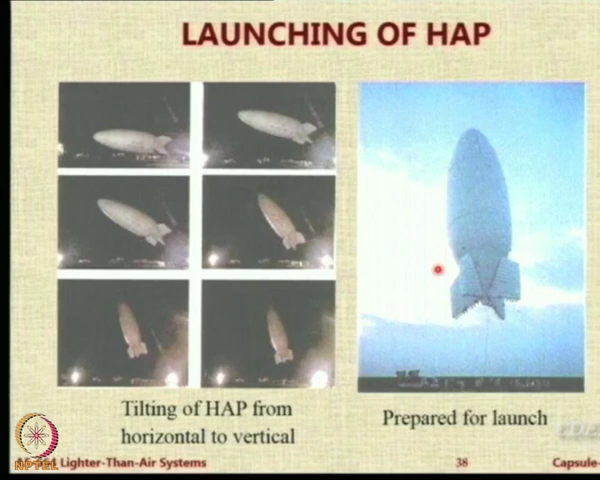 LAUNCHING OF HAP
Tilting of HAP from
horizontal to vertical
Prepared for launch
NPTEL
Lighter-Than-Air Systems
38
Capsule-